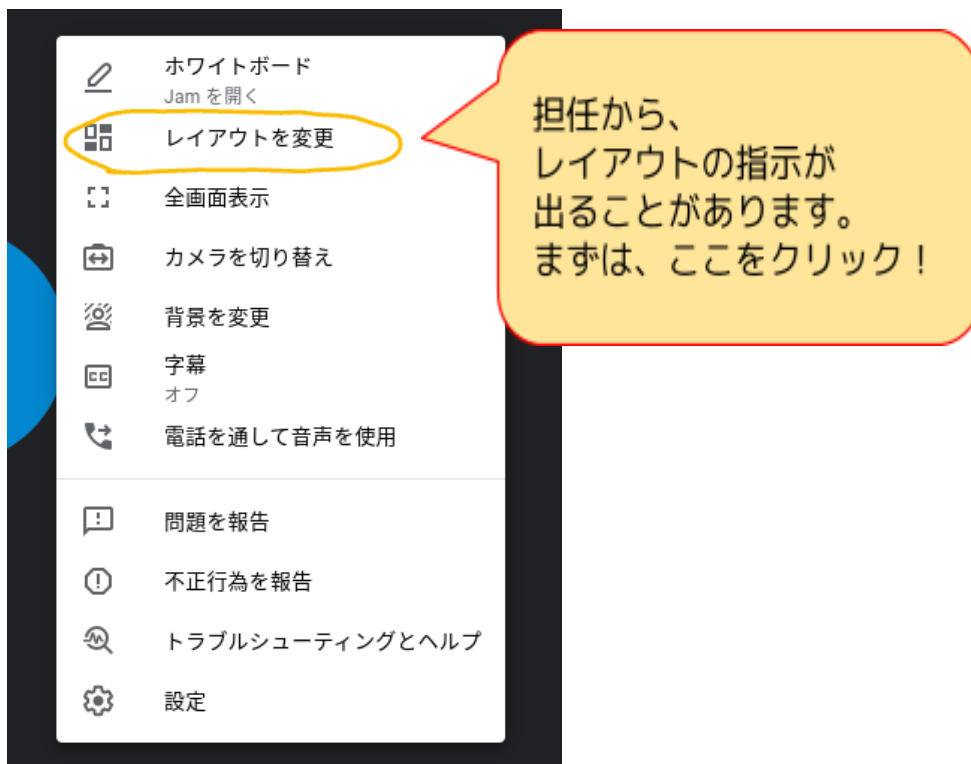 ホワイトボード
Jam を開く
レイアウトを変更
全画面表示
カメラを切り替え
背景を変更
字幕
オフ
電話を通して音声を使用
問題を報告
不正行為を報告
トラブルシューティングとヘルプ
設定
担任から、
レイアウトの指示が
出ることがあります。
まずは、ここをクリック！